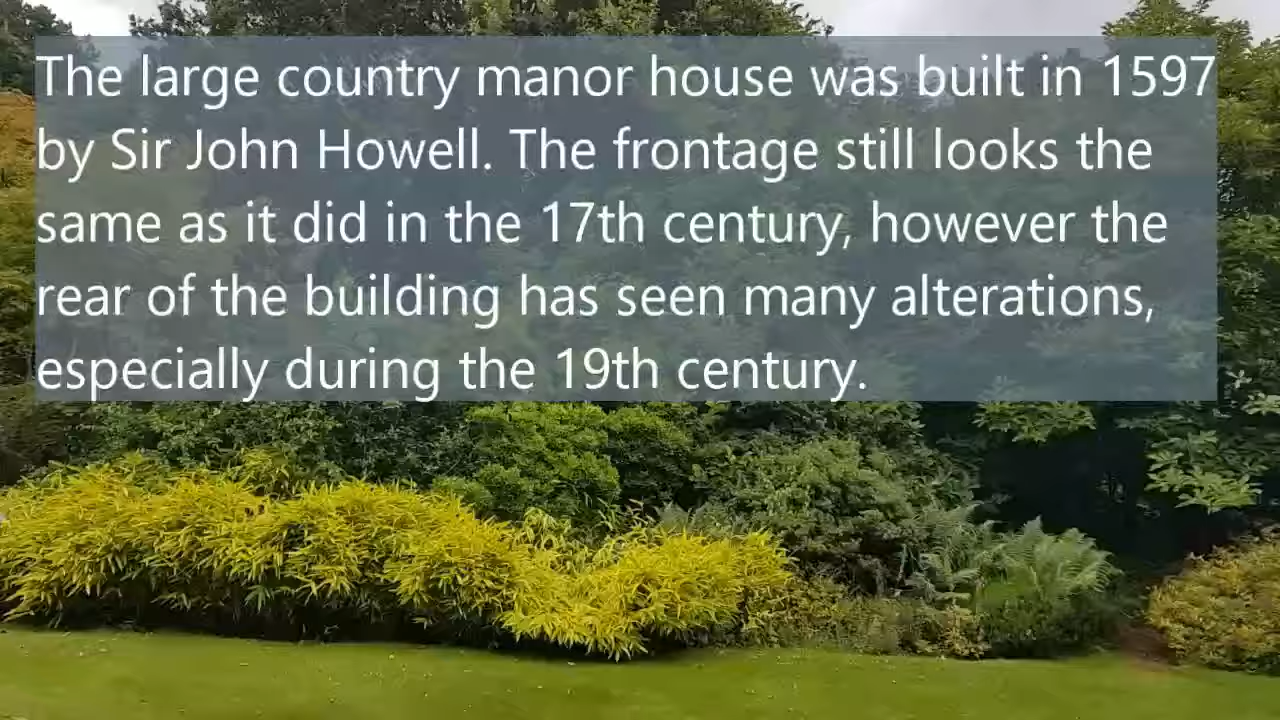 The large country manor house was built in 1597
by Sir John Howell. The frontage still looks the
same as it did in the 17th century, however the
rear of the building has seen many alterations,
especially during the 19th century.